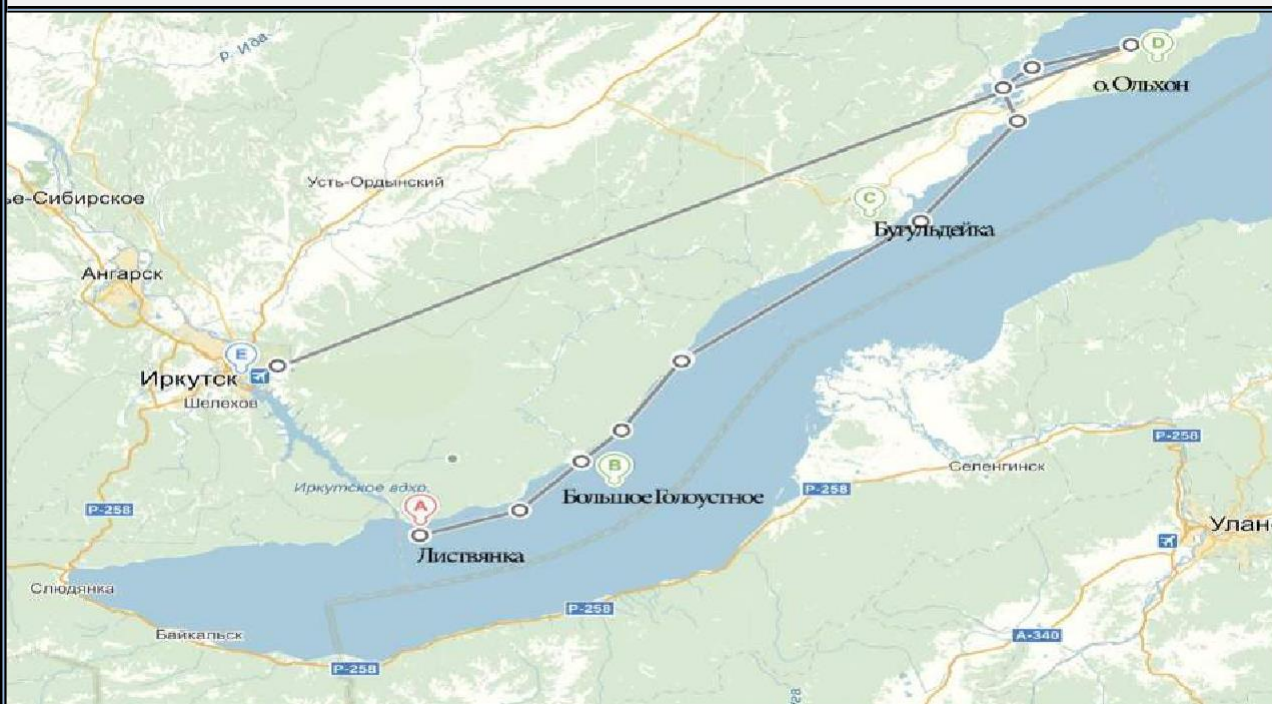 р. Ида
D
о. Ольхон
Усть-Ордынский
ье-Сибирское
C
Бугульдейка
Ангарск
E
Иркутск
Шелехов
Р-258
Селенгинск
B
Иркутское вдхр.
Р-258
Большое Голоустное
Р-258
A
Улан-
Листвянка
Слюдянка
Р-258
Байкальск
А-340
Р-258